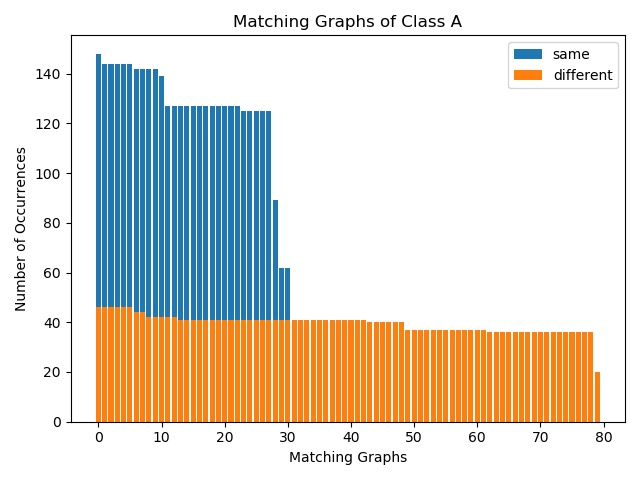 Matching Graphs of Class A
same
different
Number of Occurrences
140
120
100
80
60
40
20
0
0 10 20 30 40 50 60 70 80
Matching Graphs